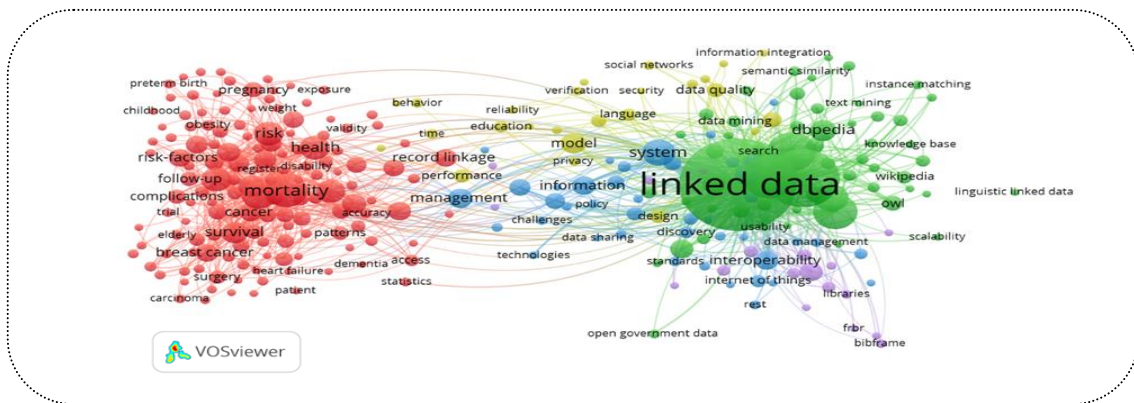 information integration
social networks
semantic similarity
preterm birth
pregnancy
exposure
verification
security
data quality
instance matching
childhood
weight
behavior
reliability
language
text mining
obesity
risk
validity
time
education
data mining
dbpedia
risk-factors
health
record linkage
model
system
search
knowledge base
follow-up
register
disability
performance
privacy
wikipedia
complications
mortality
management
information
linked data
linguistic linked data
trial
cancer
accuracy
policy
design
owl
elderly
survival
patterns
challenges
data sharing
discovery
usability
scalability
breast cancer
heart failure
dementia
access
technologies
standards
interoperability
data management
surgery
patient
statistics
internet of things
carcinoma
libraries
rest
open government data
frbr
bibframe
VOSviewer